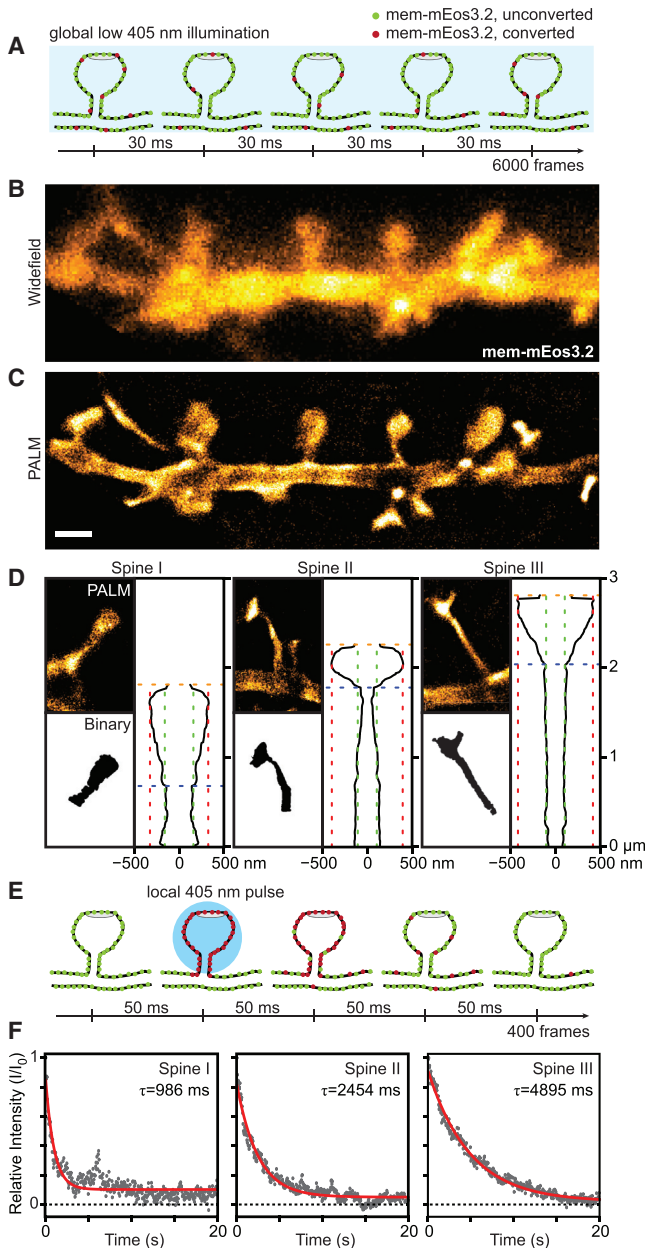 mem-mEos3.2, unconverted
mem-mEos3.2, converted
global low 405 nm illumination
A
30 ms 30 ms 30 ms 30 ms
6000 frames
B
Widefield
mem-mEos3.2
C
PALM
D
Spine I Spine II Spine III
PALM
Binary
3
2
1
0 µm
−500 0 500 nm −500 0 500 nm −500 0 500 nm
E
local 405 nm pulse
50 ms 50 ms 50 ms 50 ms
400 frames
F
Relative Intensity (I/I0)
1
0
Spine I
τ=986 ms
Spine II
τ=2454 ms
Spine III
τ=4895 ms
0 20 0 20 0 20
Time (s) Time (s) Time (s)